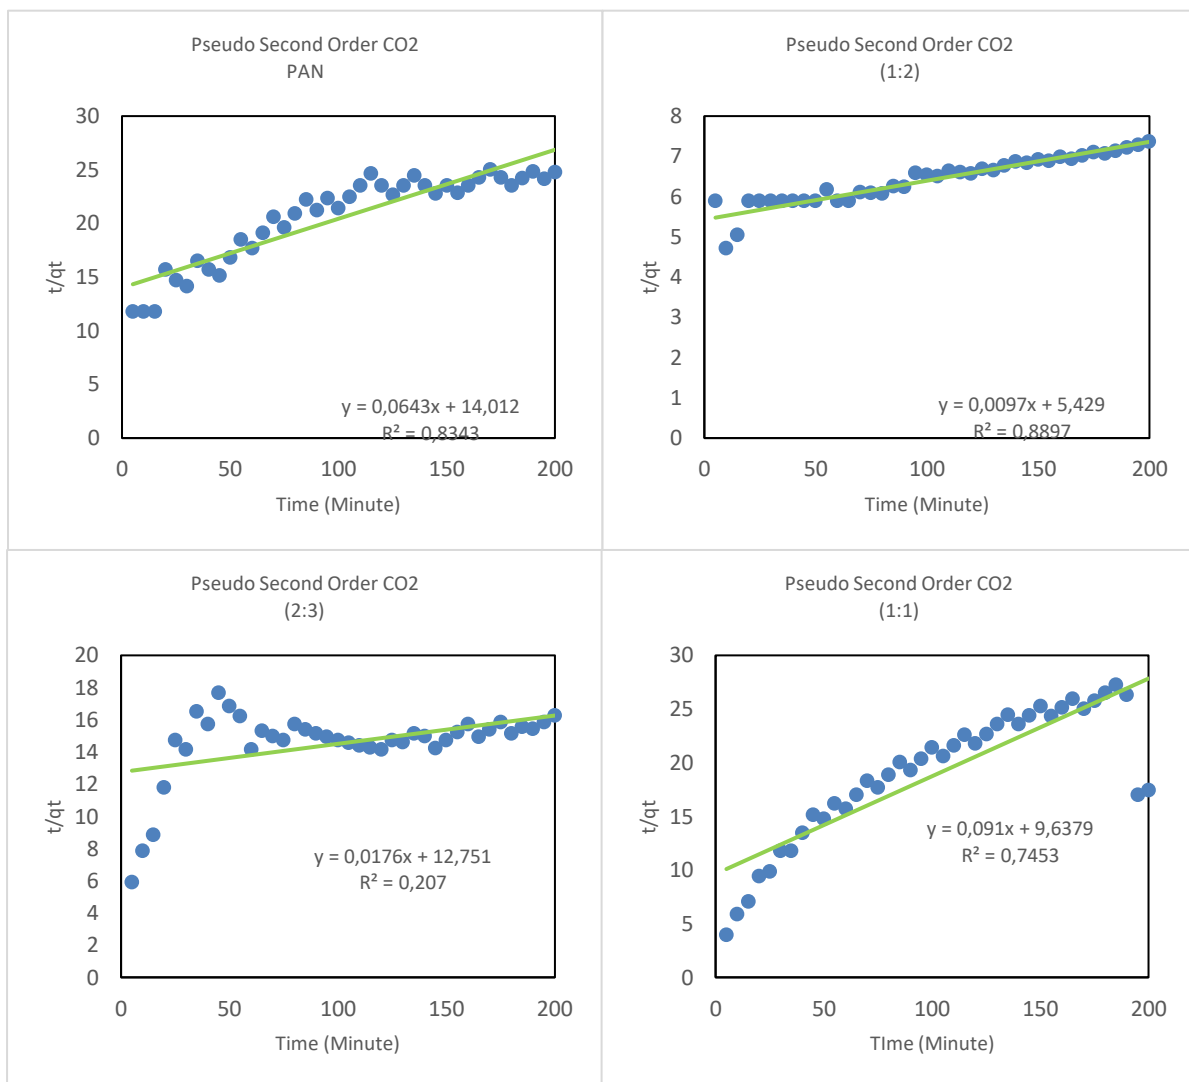 Pseudo Second Order CO2
PAN
30
25
20
15
10
5
0
t/qt
y = 0,0643x + 14,012
R² = 0,8343
0 50 100 150 200
Time (Minute)
Pseudo Second Order CO2
(1:2)
8
7
6
5
4
3
2
1
0
t/qt
y = 0,0097x + 5,429
R² = 0,8897
0 50 100 150 200
Time (Minute)
Pseudo Second Order CO2
(2:3)
20
18
16
14
12
10
8
6
4
2
0
t/qt
y = 0,0176x + 12,751
R² = 0,207
0 50 100 150 200
Time (Minute)
Pseudo Second Order CO2
(1:1)
30
25
20
15
10
5
0
t/qt
y = 0,091x + 9,6379
R² = 0,7453
0 50 100 150 200
TIme (Minute)